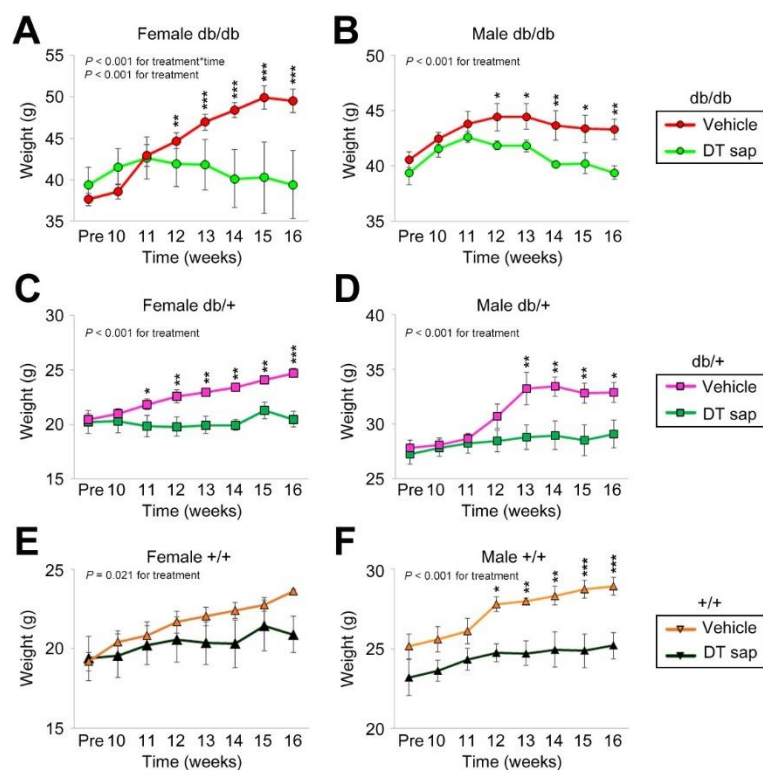 A
Female db/db
P < 0.001 for treatment*time
P < 0.001 for treatment
**
***
***
***
***
Weight (g)
55
50
45
40
35
Pre 10 11 12 13 14 15 16
Time (weeks)
B
Male db/db
P < 0.001 for treatment
*
*
**
*
**
Weight (g)
50
45
40
35
Pre 10 11 12 13 14 15 16
Time (weeks)
db/db
Vehicle
DT sap
C
Female db/+
P < 0.001 for treatment
*
**
**
**
**
***
Weight (g)
30
25
20
15
Pre 10 11 12 13 14 15 16
Time (weeks)
D
Male db/+
P < 0.001 for treatment
**
**
**
*
Weight (g)
40
35
30
25
Pre 10 11 12 13 14 15 16
Time (weeks)
db/+
Vehicle
DT sap
E
Female +/+
P = 0.021 for treatment
Weight (g)
25
20
15
Pre 10 11 12 13 14 15 16
Time (weeks)
F
Male +/+
P < 0.001 for treatment
*
**
**
***
***
Weight (g)
30
25
20
Pre 10 11 12 13 14 15 16
Time (weeks)
+/+
Vehicle
DT sap